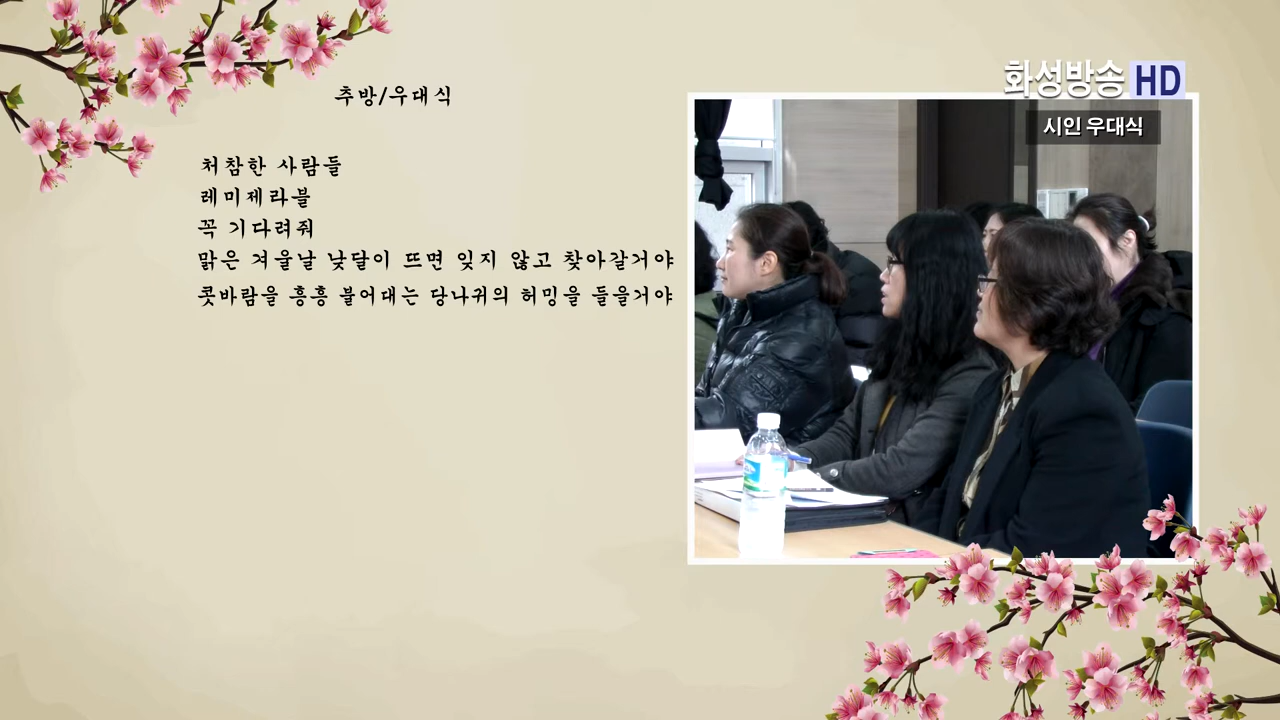 추방/우대식
처참한 사람들
레미제라블
꼭 기다려줘
맑은 겨울날 낮달이 뜨면 잊지 않고 찾아갈거야
콧바람을 흥흥 불어대는 당나귀의 허밍을 들을거야
화성방송 HD
시인 우대식